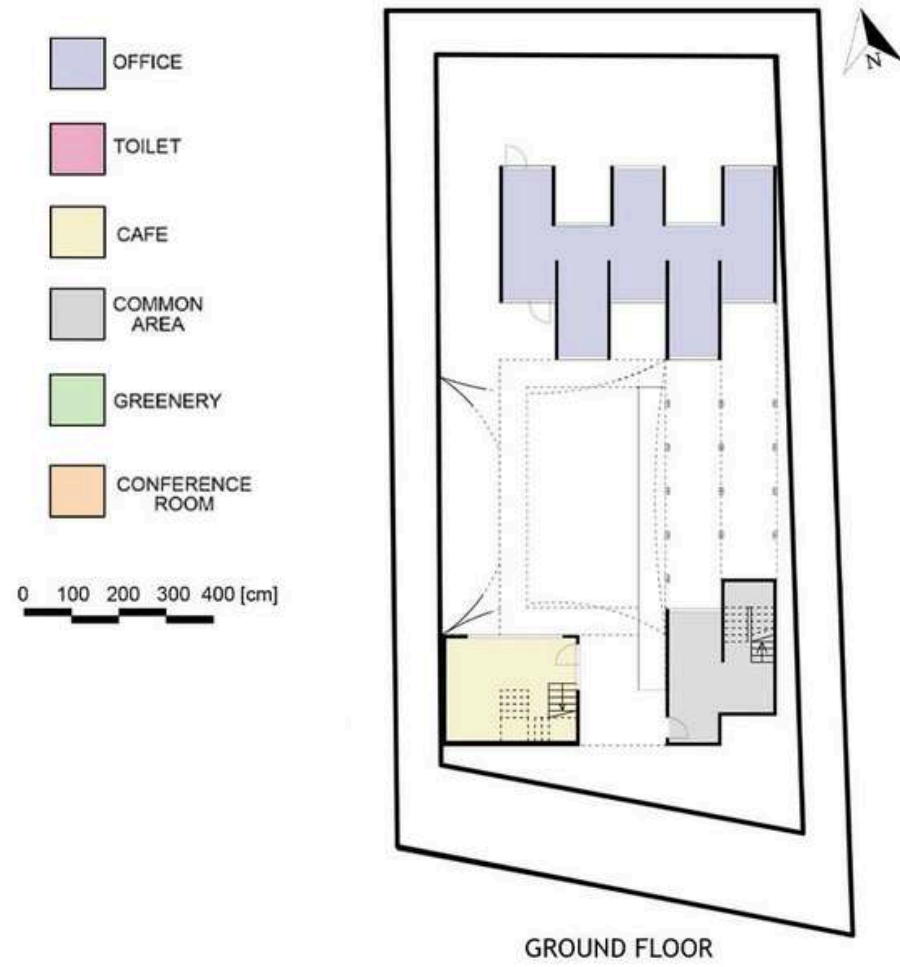 OFFICE
TOILET
CAFE
COMMON
AREA
GREENERY
CONFERENCE
ROOM
0 100 200 300 400 [cm]
N
GROUND FLOOR